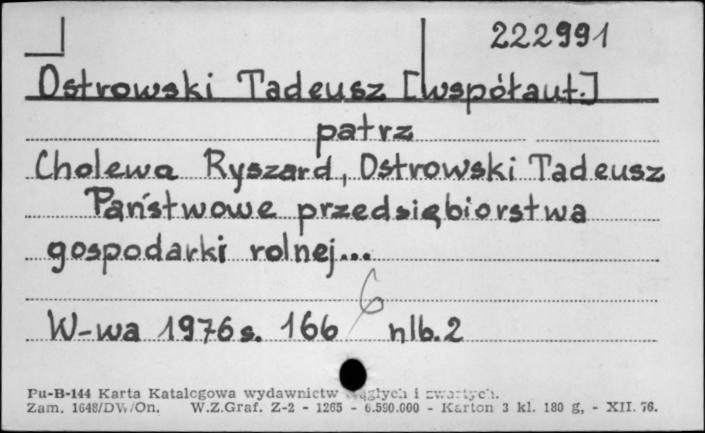 222991
Ostrowski Tadeusz [współaut.]
patrz
Cholewa Ryszard, Ostrowski Tadeusz
Państwowe przedsiębiorstwa
gospodarki rolnej...
6
W-wa 1976 s. 166 nlb. 2
Pu-B-144 Karta Katalogowa wydawnictw ciągłych i zwartych.
Zam. 1648/DW/On. W.Z.Graf. Z-2 - 1265 - 6.590.000 - Karton 3 kl. 180 g, - XII. 76.